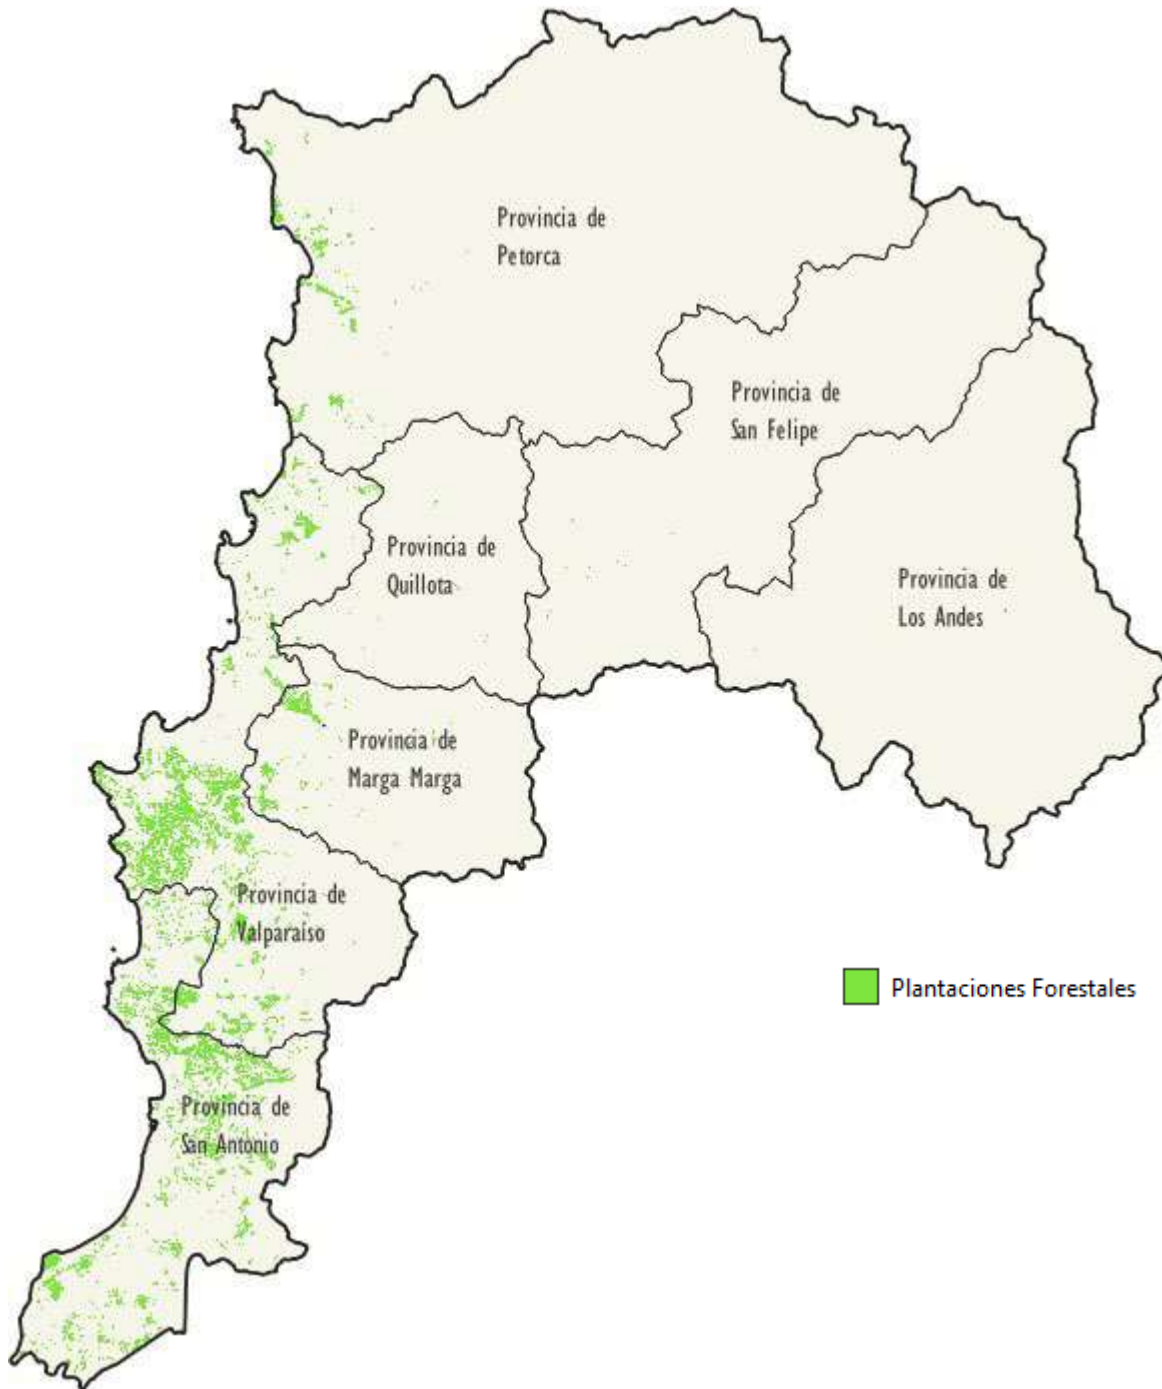 Provincia de
Petorca
Provincia de
San Felipe
Provincia de
Quillota
Provincia de
Los Andes
Provincia de
Marga Marga
Provincia de
Valparaíso
Plantaciones Forestales
Provincia de
San Antonio